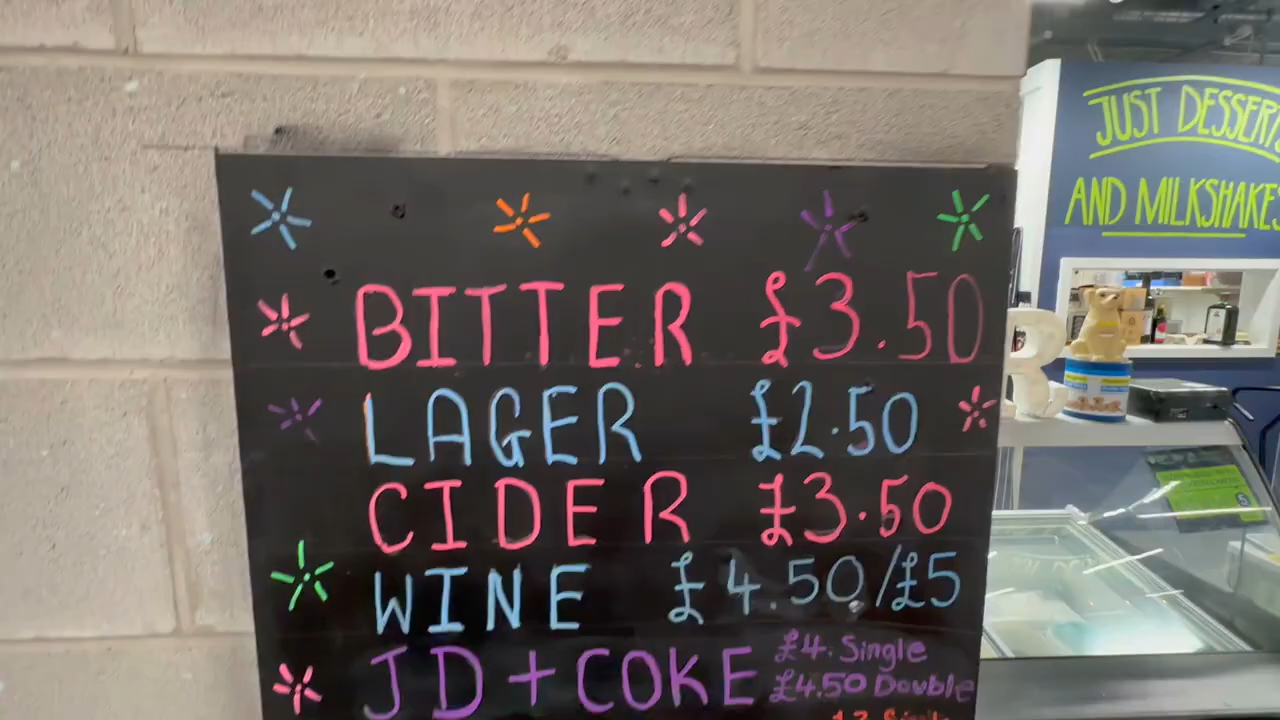 JUST DESSERTS
AND MILKSHAKES
BITTER £3.50
LAGER £2.50
CIDER £3.50
WINE £4.50/£5
JD + COKE £4. Single
£4.50 Double